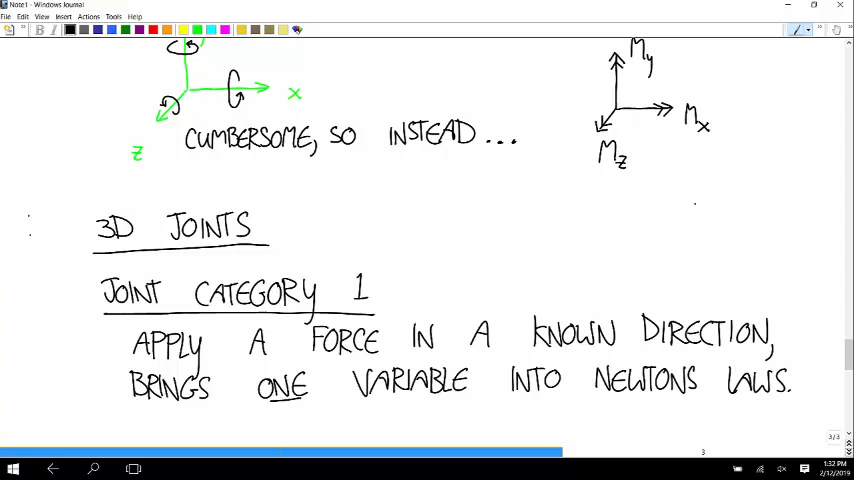 Note1 - Windows Journal
File Edit View Insert Actions Tools Help
B I
My
x
Mx
CUMBERSOME, SO INSTEAD...
z
Mz
3D JOINTS
JOINT CATEGORY 1
APPLY A FORCE IN A KNOWN DIRECTION,
BRINGS ONE VARIABLE INTO NEWTONS LAWS.
3/3
3
1:32 PM
2/12/2019